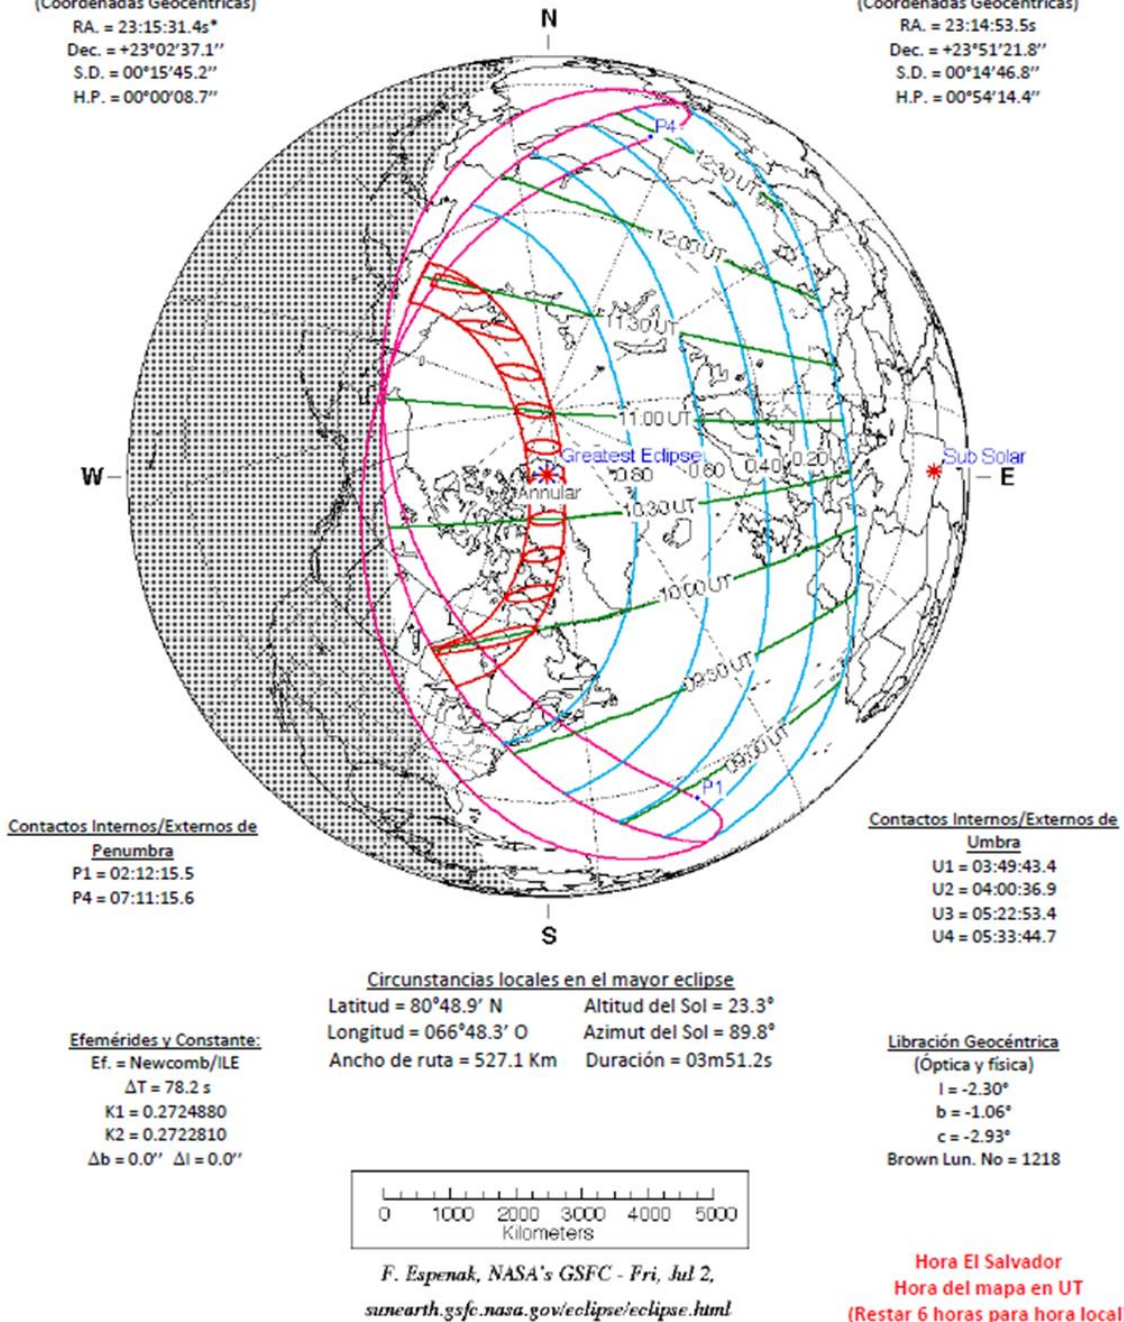 (Coordenadas Geocéntricas)
RA. = 23:15:31.4s*
Dec. = +23°02'37.1''
S.D. = 00°15'45.2''
H.P. = 00°00'08.7''
(Coordenadas Geocéntricas)
RA. = 23:14:53.5s
Dec. = +23°51'21.8''
S.D. = 00°14'46.8''
H.P. = 00°54'14.4''
N
P4
12:30 UT
12:00 UT
11:30 UT
11:00 UT
Greatest Eclipse
Sub Solar
W
E
0.80
0.60
0.40
0.20
Annular
10:30 UT
10:00 UT
09:30 UT
09:00 UT
P1
S
Contactos Internos/Externos de
Penumbra
P1 = 02:12:15.5
P4 = 07:11:15.6
Contactos Internos/Externos de
Umbra
U1 = 03:49:43.4
U2 = 04:00:36.9
U3 = 05:22:53.4
U4 = 05:33:44.7
Circunstancias locales en el mayor eclipse
Latitud = 80°48.9' N Altitud del Sol = 23.3°
Longitud = 066°48.3' O Azimut del Sol = 89.8°
Ancho de ruta = 527.1 Km Duración = 03m51.2s
Efemérides y Constante:
Ef. = Newcomb/ILE
ΔT = 78.2 s
K1 = 0.2724880
K2 = 0.2722810
Δb = 0.0'' Δl = 0.0''
Libración Geocéntrica
(Óptica y física)
l = -2.30°
b = -1.06°
c = -2.93°
Brown Lun. No = 1218
0 1000 2000 3000 4000 5000
Kilometers
F. Espenak, NASA's GSFC - Fri, Jul 2,
sunearth.gsfc.nasa.gov/eclipse/eclipse.html
Hora El Salvador
Hora del mapa en UT
(Restar 6 horas para hora local)